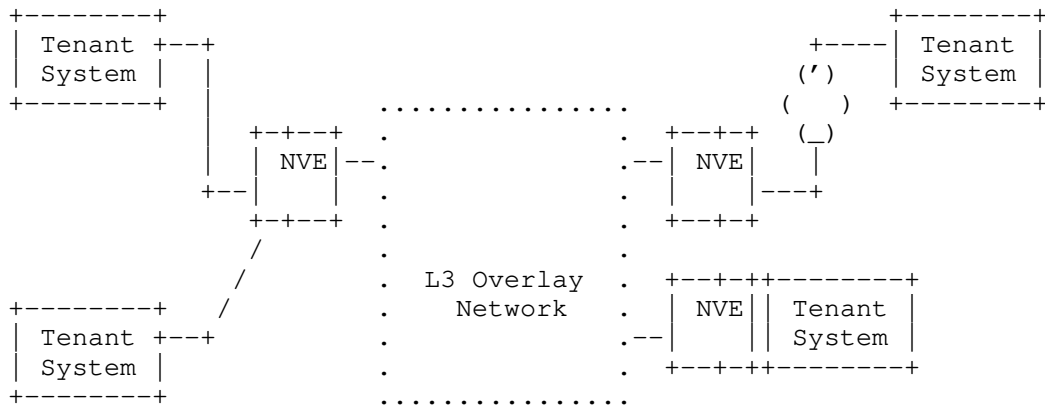 Tenant
System
Tenant
System
NVE
NVE
L3 Overlay
Network
Tenant
System
NVE
Tenant
System